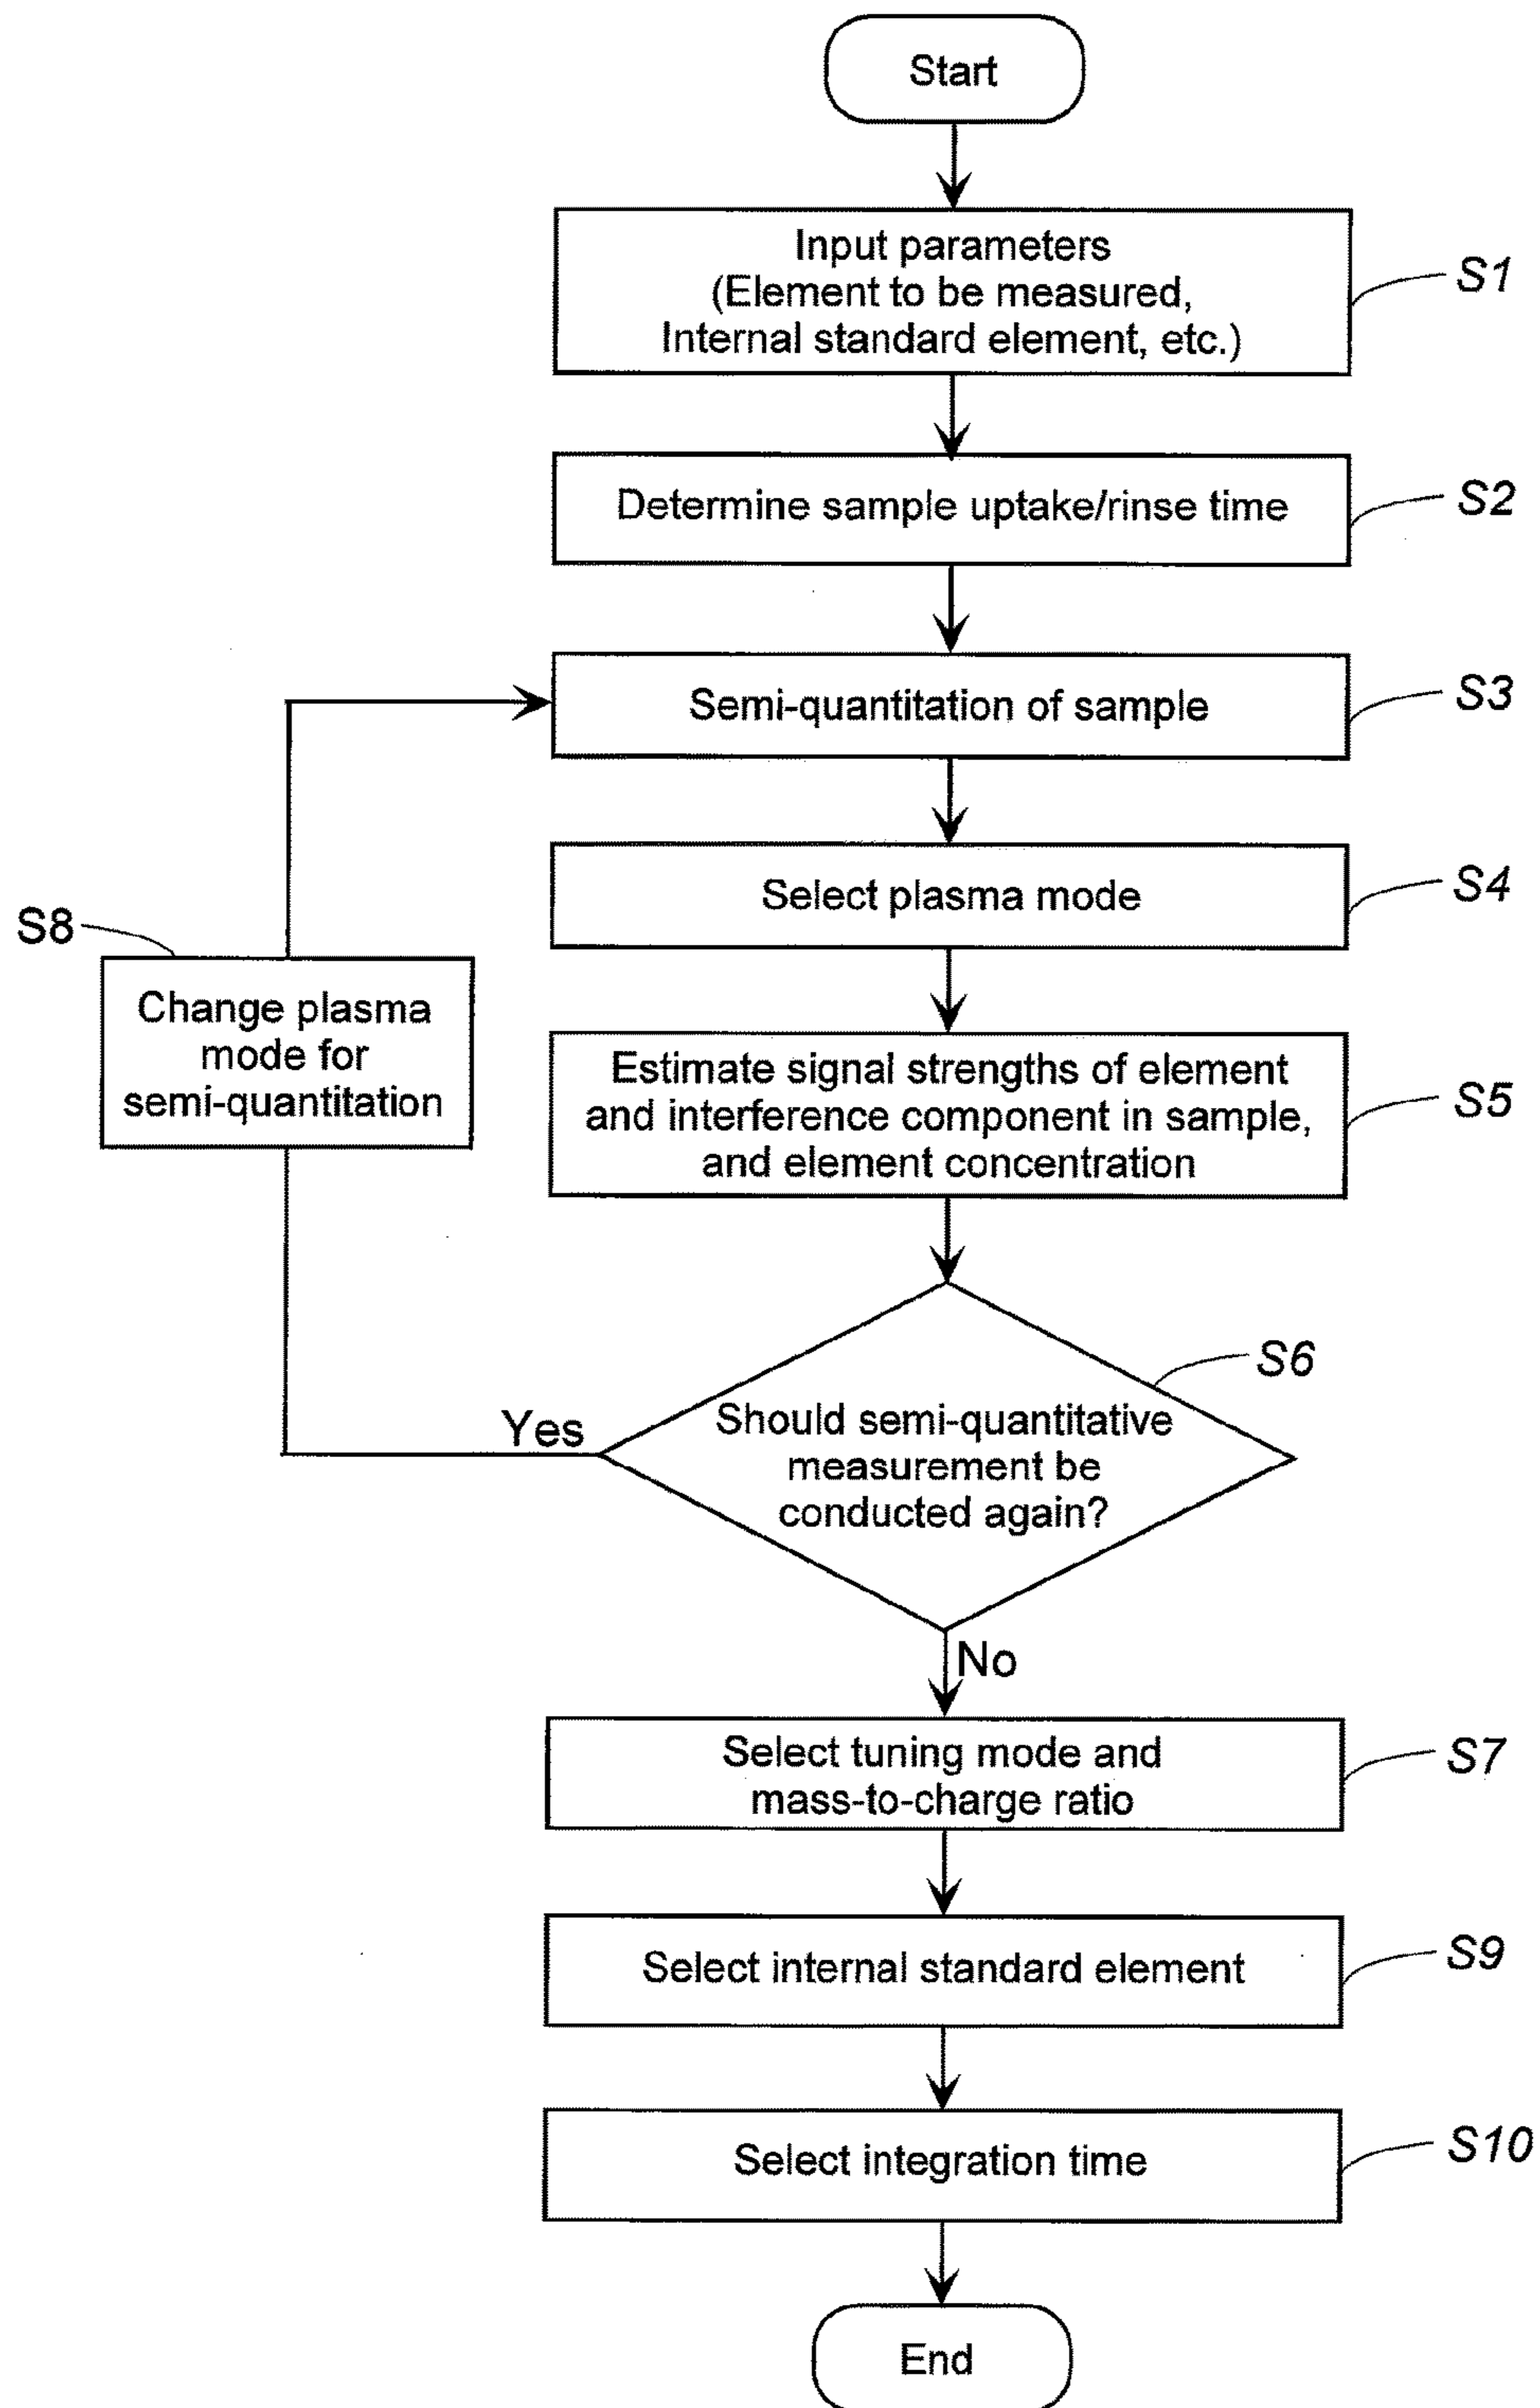 Start
Input parameters
(Element to be measured,
Internal standard element, etc.)
S1
Determine sample uptake/rinse time
S2
Semi-quantitation of sample
S3
Select plasma mode
S4
S8
Change plasma
mode for
semi-quantitation
Estimate signal strengths of element
and interference component in sample,
and element concentration
S5
S6
Should semi-quantitative
measurement be
conducted again?
Yes
No
Select tuning mode and
mass-to-charge ratio
S7
Select internal standard element
S9
Select integration time
S10
End